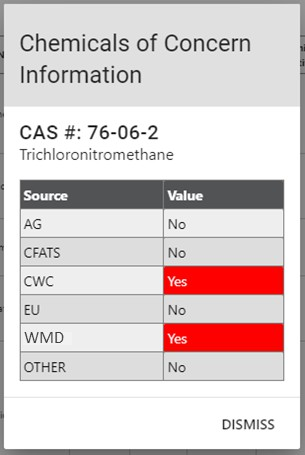 Chemicals of Concern
Information
CAS #: 76-06-2
Trichloronitromethane
Source Value
AG No
CFATS No
CWC Yes
EU No
WMD Yes
OTHER No
DISMISS